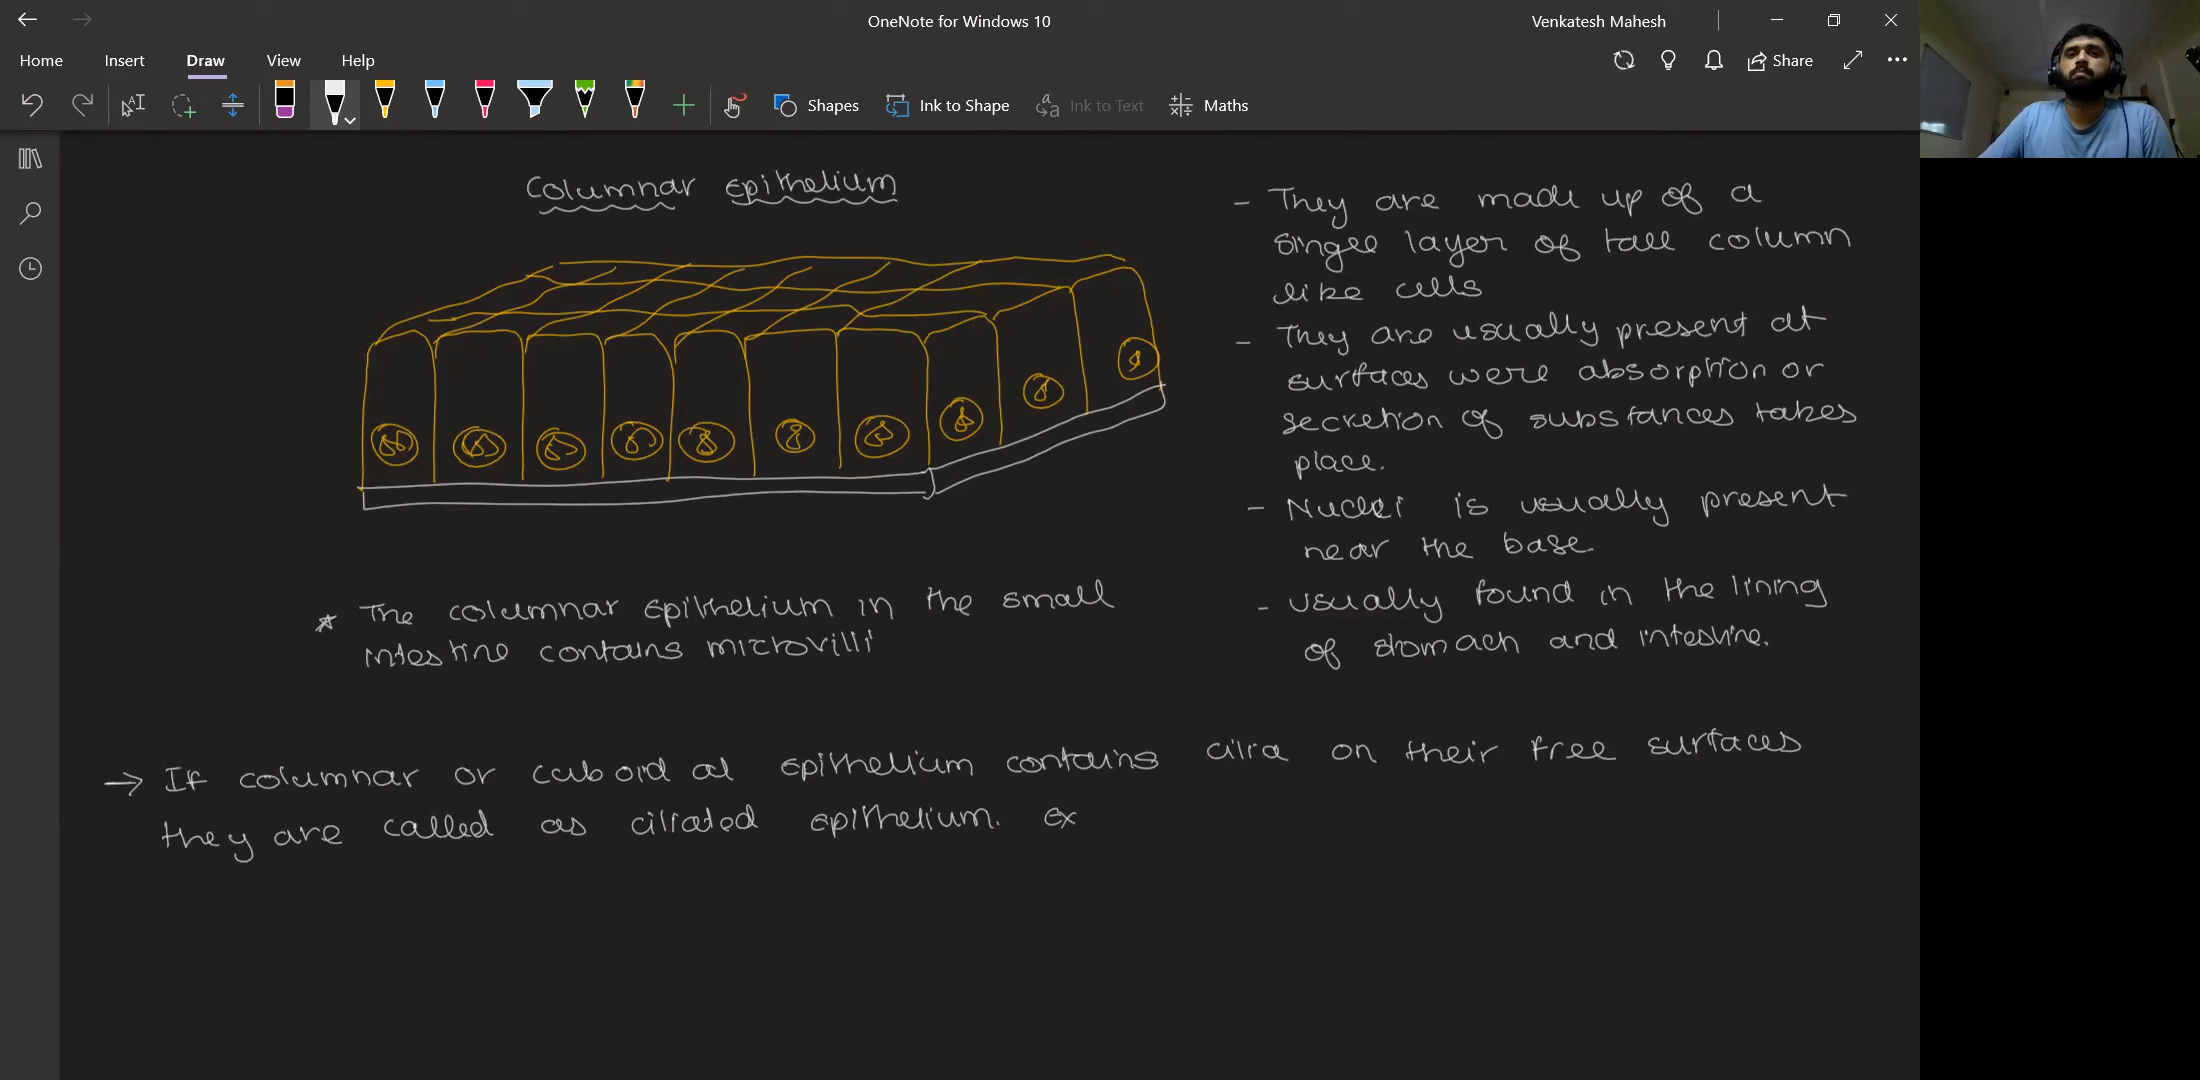 OneNote for Windows 10
Venkatesh Mahesh
Home Insert Draw View Help
Share
Shapes Ink to Shape Ink to Text Maths
Columnar Epithelium
- They are made up of a
single layer of tall column
like cells
- They are usually present at
surfaces were absorption or
secretion of substances takes
place.
- Nuclei is usually present
near the base.
- usually found in the lining
of stomach and intestine.
* The columnar epithelium in the small
intestine contains microvilli
→ If columnar or cuboidal epithelium contains cilia on their free surfaces
they are called as ciliated epithelium. Ex